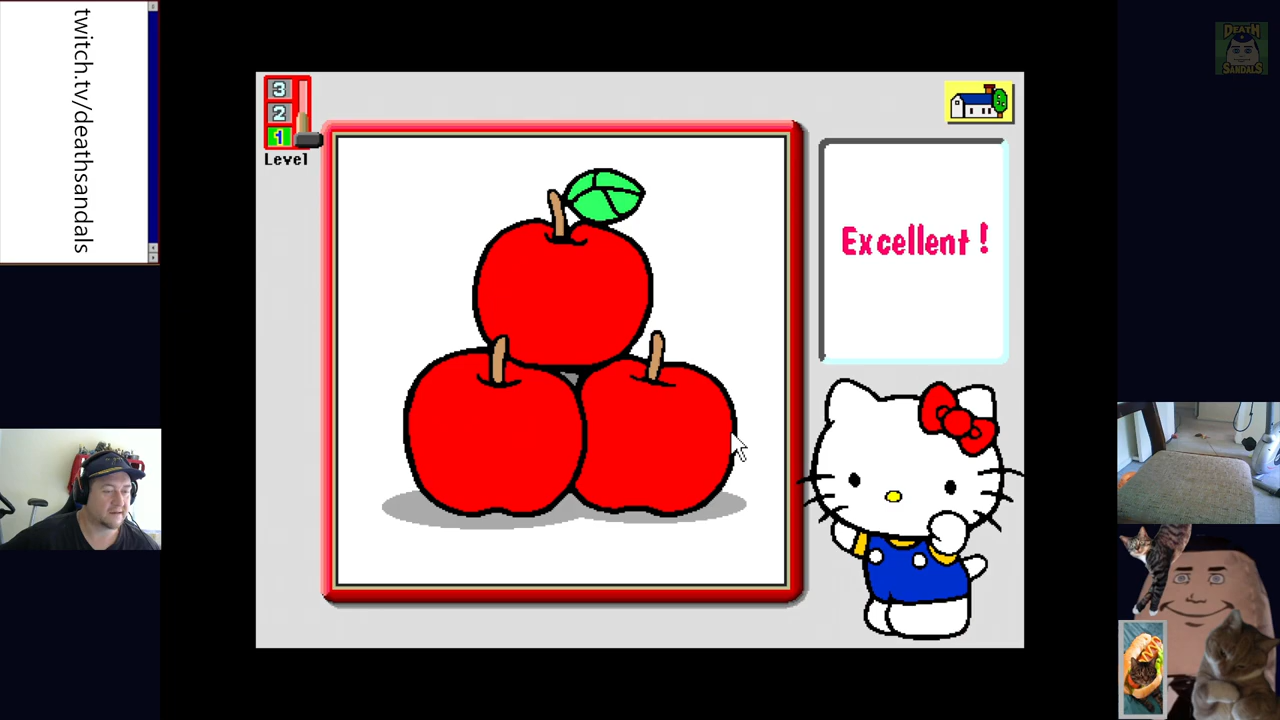 twitch.tv/deathsandals
3
2
1
Level
Excellent !
DEATH
SANDALS